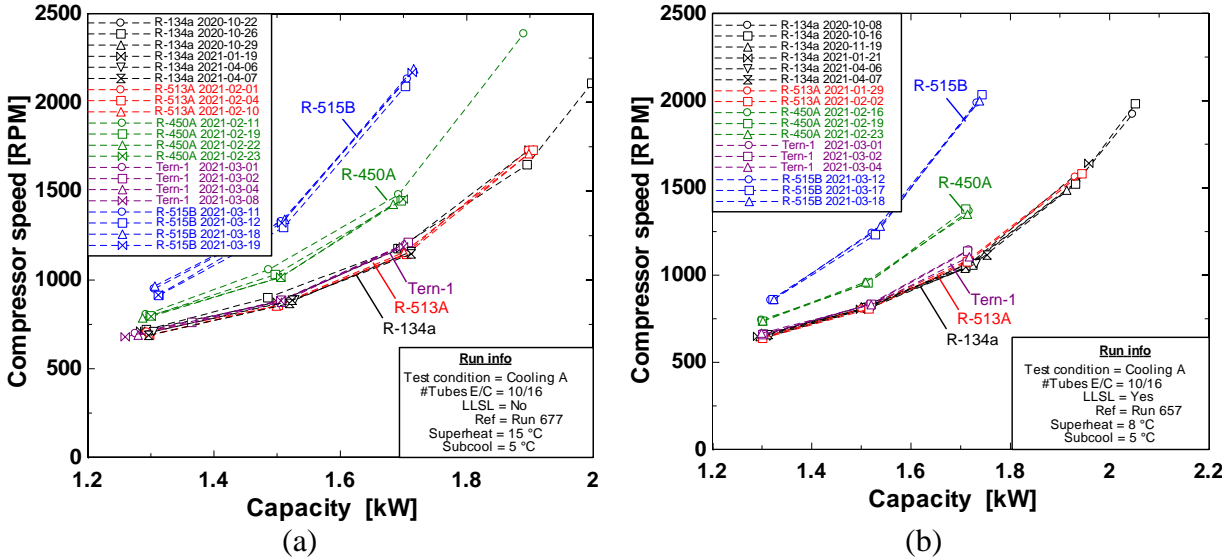 2500
2000
1500
1000
500
0
Compressor speed [RPM]
R-134a 2020-10-22
R-134a 2020-10-26
R-134a 2020-10-29
R-134a 2021-01-19
R-134a 2021-04-06
R-134a 2021-04-07
R-513A 2021-02-01
R-513A 2021-02-04
R-513A 2021-02-10
R-450A 2021-02-11
R-450A 2021-02-19
R-450A 2021-02-22
R-450A 2021-02-23
Tern-1 2021-03-01
Tern-1 2021-03-02
Tern-1 2021-03-04
Tern-1 2021-03-08
R-515B 2021-03-11
R-515B 2021-03-12
R-515B 2021-03-18
R-515B 2021-03-19
R-515B
R-450A
Tern-1
R-513A
R-134a
Run info
Test condition = Cooling A
#Tubes E/C = 10/16
LLSL = No
Ref = Run 677
Superheat = 15 °C
Subcool = 5 °C
1.2 1.4 1.6 1.8 2
Capacity [kW]
(a)
2500
2000
1500
1000
500
0
Compressor speed [RPM]
R-134a 2020-10-08
R-134a 2020-10-16
R-134a 2020-11-19
R-134a 2021-01-21
R-134a 2021-04-06
R-134a 2021-04-07
R-513A 2021-01-29
R-513A 2021-02-02
R-450A 2021-02-16
R-450A 2021-02-19
R-450A 2021-02-23
Tern-1 2021-03-01
Tern-1 2021-03-02
Tern-1 2021-03-04
R-515B 2021-03-12
R-515B 2021-03-17
R-515B 2021-03-18
R-515B
R-450A
Tern-1
R-513A
R-134a
Run info
Test condition = Cooling A
#Tubes E/C = 10/16
LLSL = Yes
Ref = Run 657
Superheat = 8 °C
Subcool = 5 °C
1.2 1.4 1.6 1.8 2 2.2
Capacity [kW]
(b)